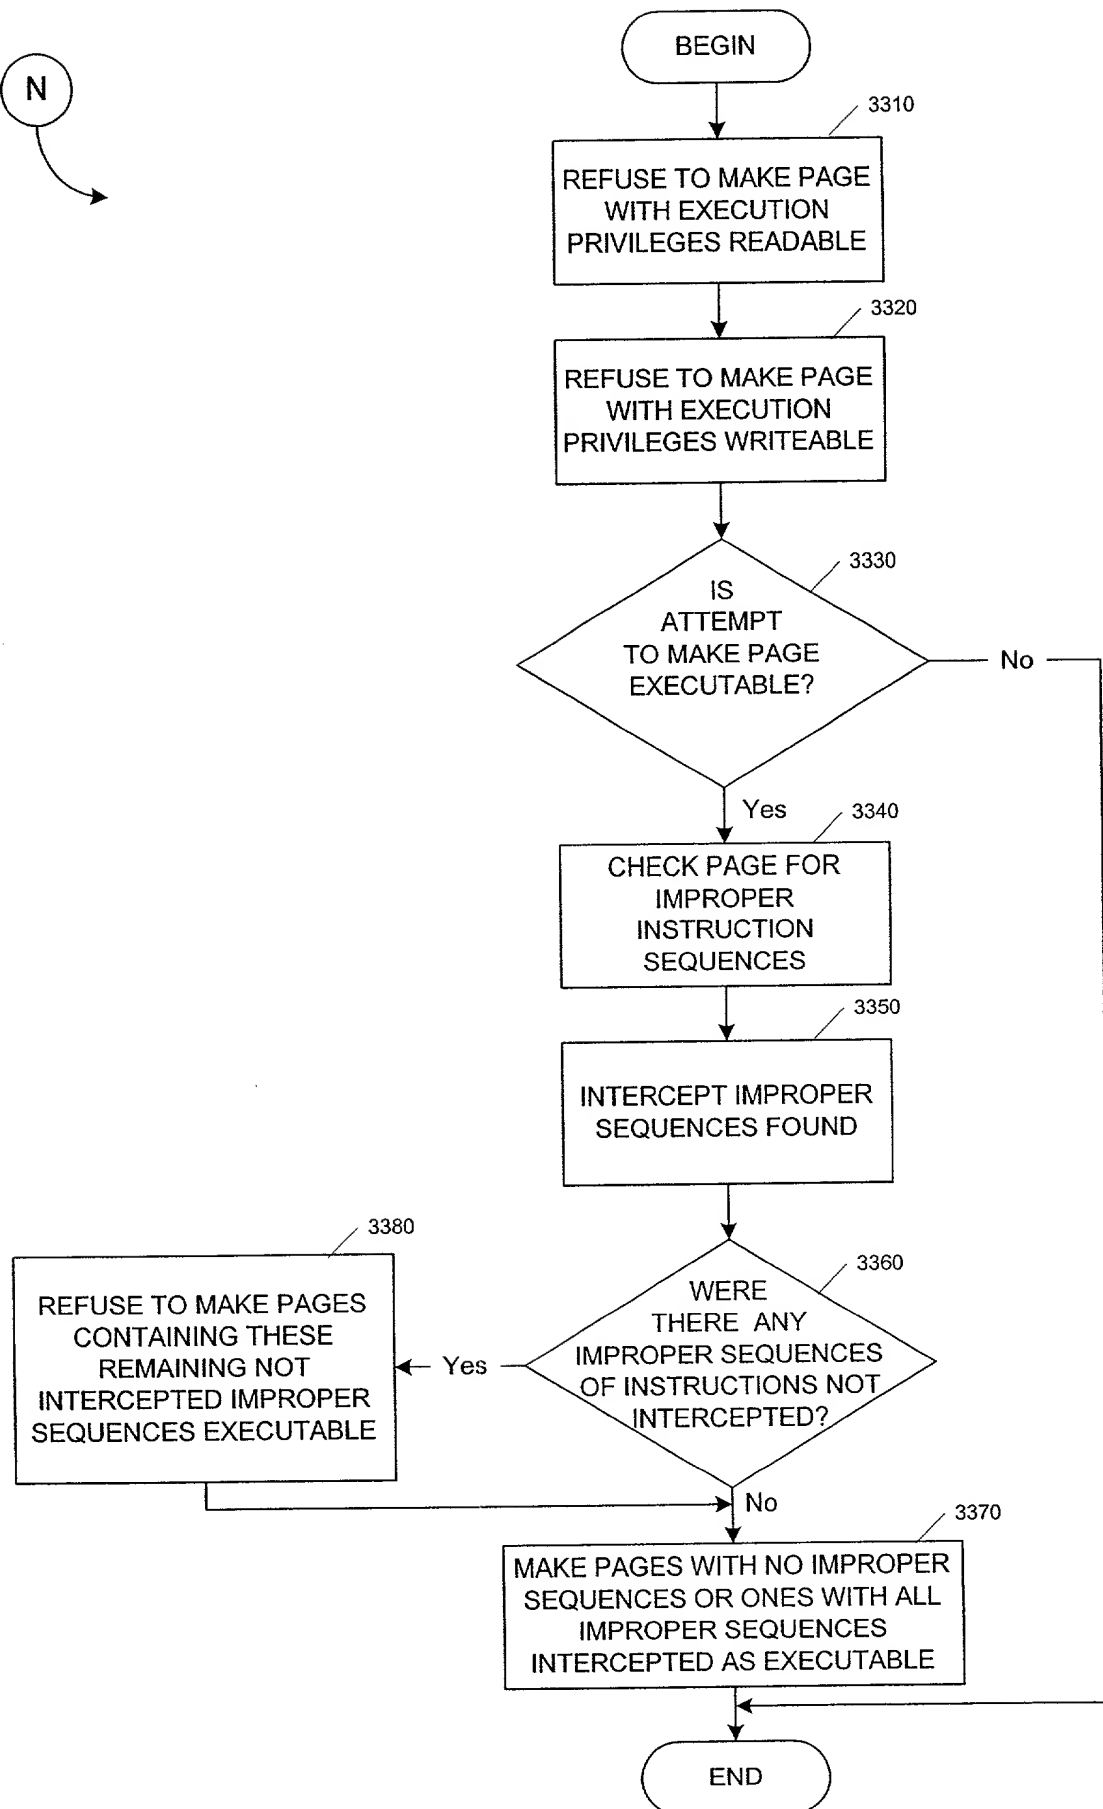 BEGIN
N
3310
REFUSE TO MAKE PAGE
WITH EXECUTION
PRIVILEGES READABLE
3320
REFUSE TO MAKE PAGE
WITH EXECUTION
PRIVILEGES WRITEABLE
3330
IS
ATTEMPT
TO MAKE PAGE
EXECUTABLE?
No
Yes
3340
CHECK PAGE FOR
IMPROPER
INSTRUCTION
SEQUENCES
3350
INTERCEPT IMPROPER
SEQUENCES FOUND
3360
WERE
THERE ANY
IMPROPER SEQUENCES
OF INSTRUCTIONS NOT
INTERCEPTED?
Yes
3380
REFUSE TO MAKE PAGES
CONTAINING THESE
REMAINING NOT
INTERCEPTED IMPROPER
SEQUENCES EXECUTABLE
No
3370
MAKE PAGES WITH NO IMPROPER
SEQUENCES OR ONES WITH ALL
IMPROPER SEQUENCES
INTERCEPTED AS EXECUTABLE
END